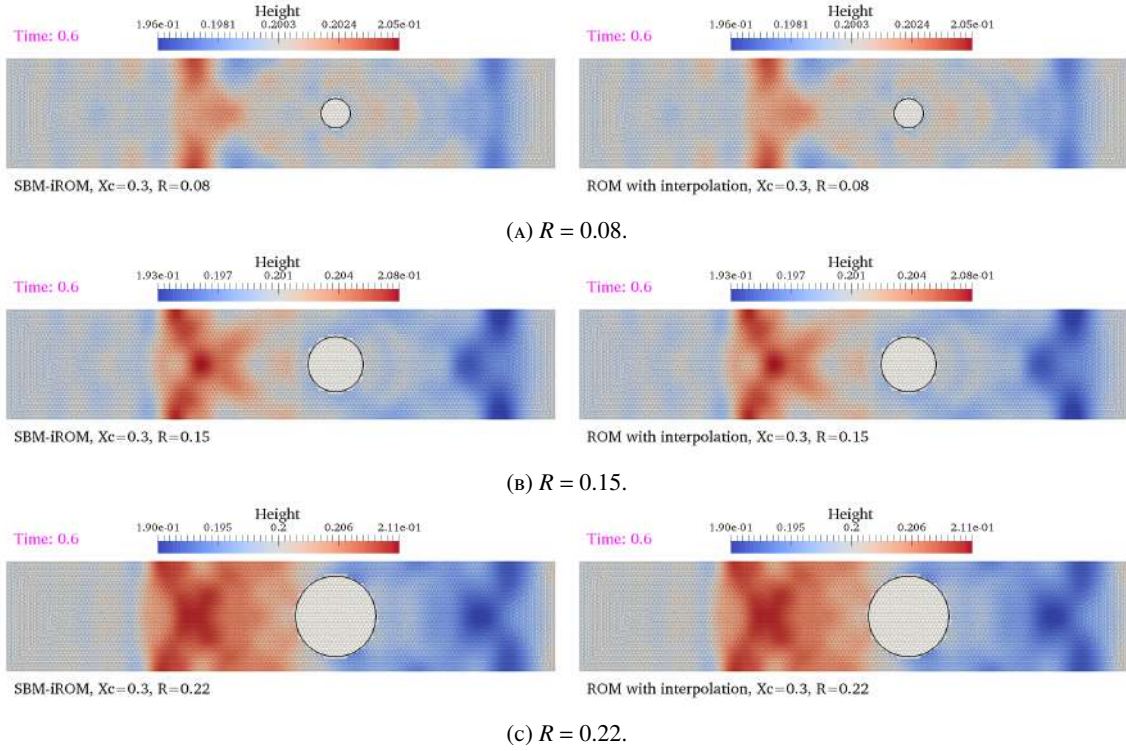 Height Height
Time: 0.6 1.96e-01 0.1981 0.2003 0.2024 2.05e-01 Time: 0.6 1.96e-01 0.1981 0.2003 0.2024 2.05e-01
SBM-iROM, Xc=0.3, R=0.08 ROM with interpolation, Xc=0.3, R=0.08
(A) R = 0.08.
Height Height
Time: 0.6 1.93e-01 0.197 0.201 0.204 2.08e-01 Time: 0.6 1.93e-01 0.197 0.201 0.204 2.08e-01
SBM-iROM, Xc=0.3, R=0.15 ROM with interpolation, Xc=0.3, R=0.15
(B) R = 0.15.
Height Height
Time: 0.6 1.90e-01 0.195 0.2 0.206 2.11e-01 Time: 0.6 1.90e-01 0.195 0.2 0.206 2.11e-01
SBM-iROM, Xc=0.3, R=0.22 ROM with interpolation, Xc=0.3, R=0.22
(C) R = 0.22.